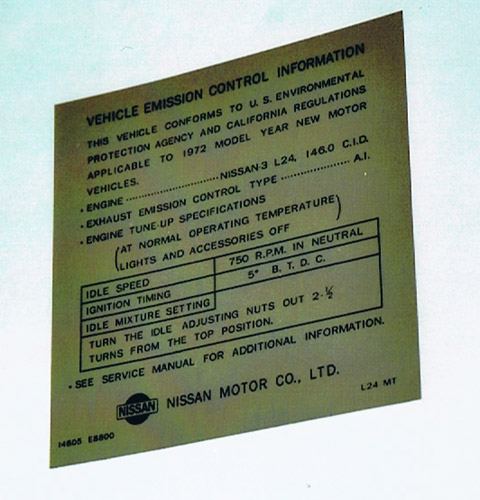 VEHICLE EMISSION CONTROL INFORMATION
THIS VEHICLE CONFORMS TO U.S. ENVIRONMENTAL
PROTECTION AGENCY AND CALIFORNIA REGULATIONS
APPLICABLE TO 1972 MODEL YEAR NEW MOTOR
VEHICLES.
• ENGINE ........................ NISSAN-3 L24, 146.0 C.I.D.
• EXHAUST EMISSION CONTROL TYPE .................. A.I.
• ENGINE TUNE-UP SPECIFICATIONS
(AT NORMAL OPERATING TEMPERATURE)
(LIGHTS AND ACCESSORIES OFF)
IDLE SPEED 750 R.P.M. IN NEUTRAL
IGNITION TIMING 5° B. T. D. C.
IDLE MIXTURE SETTING
TURN THE IDLE ADJUSTING NUTS OUT 2-½
TURNS FROM THE TOP POSITION.
• SEE SERVICE MANUAL FOR ADDITIONAL INFORMATION.
NISSAN NISSAN MOTOR CO., LTD.
14805 E8800 L24 MT